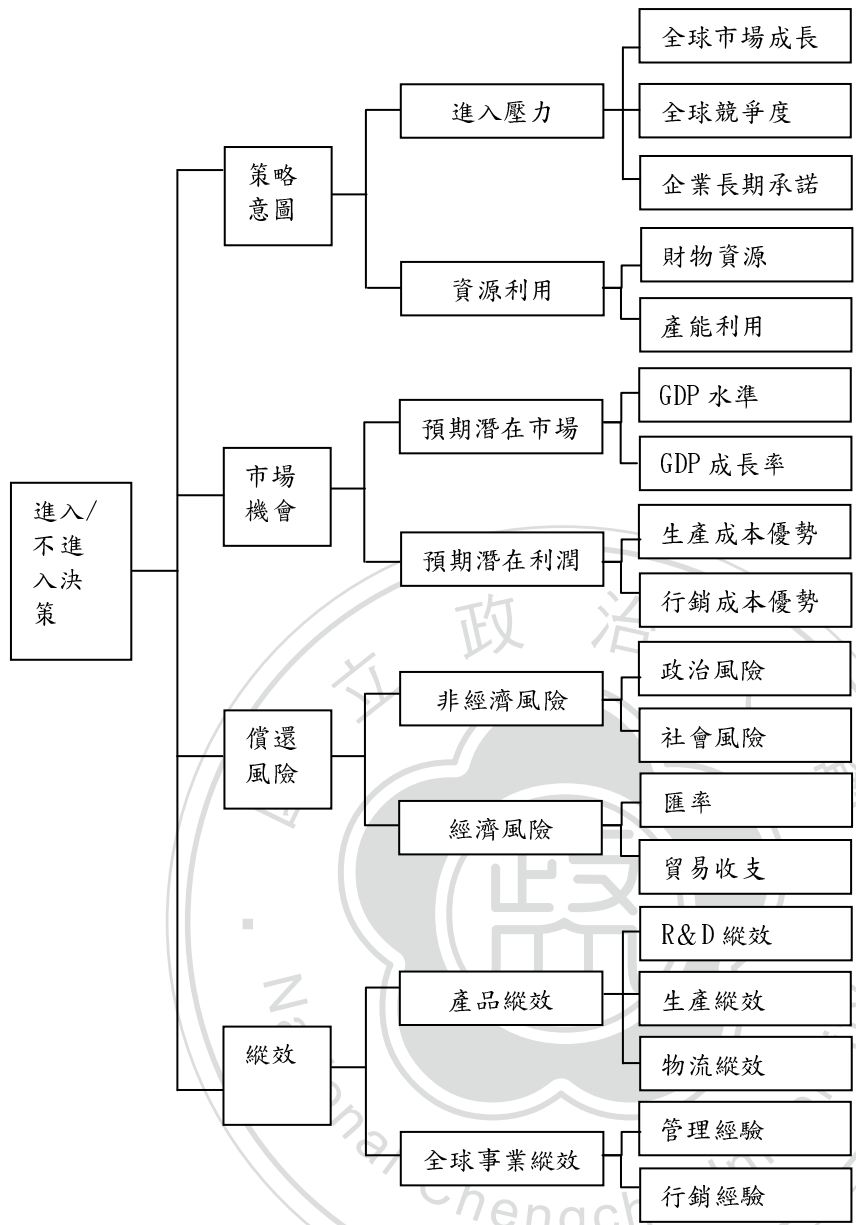 進入/
不進
入決
策
策略
意圖
進入壓力
全球市場成長
全球競爭度
企業長期承諾
資源利用
財物資源
產能利用
市場
機會
預期潛在市場
GDP 水準
GDP 成長率
預期潛在利潤
生產成本優勢
行銷成本優勢
償還
風險
非經濟風險
政治風險
社會風險
經濟風險
匯率
貿易收支
縱效
產品縱效
R&D 縱效
生產縱效
物流縱效
全球事業縱效
管理經驗
行銷經驗
立政治
National Chengch